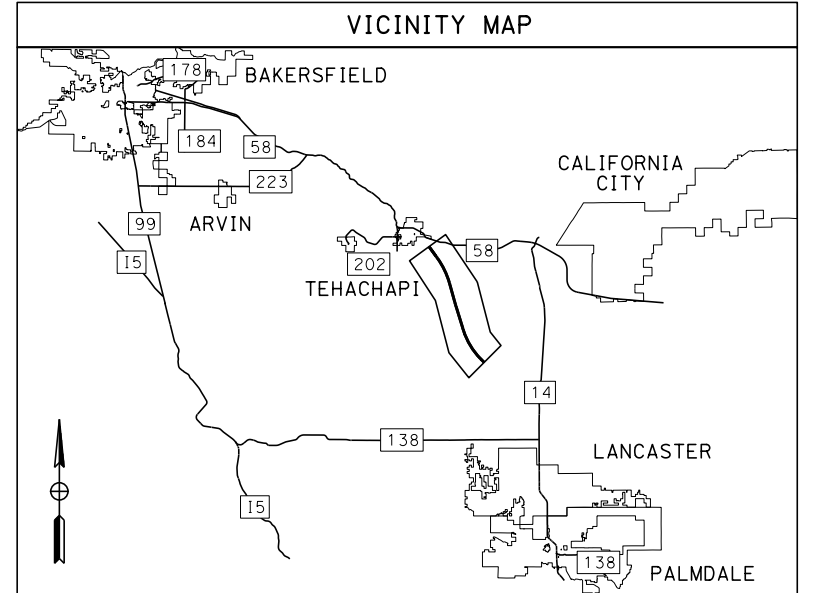 VICINITY MAP
178
BAKERSFIELD
184
58
CALIFORNIA
CITY
223
ARVIN
99
I5
202
58
TEHACHAPI
14
138
LANCASTER
I5
138
PALMDALE